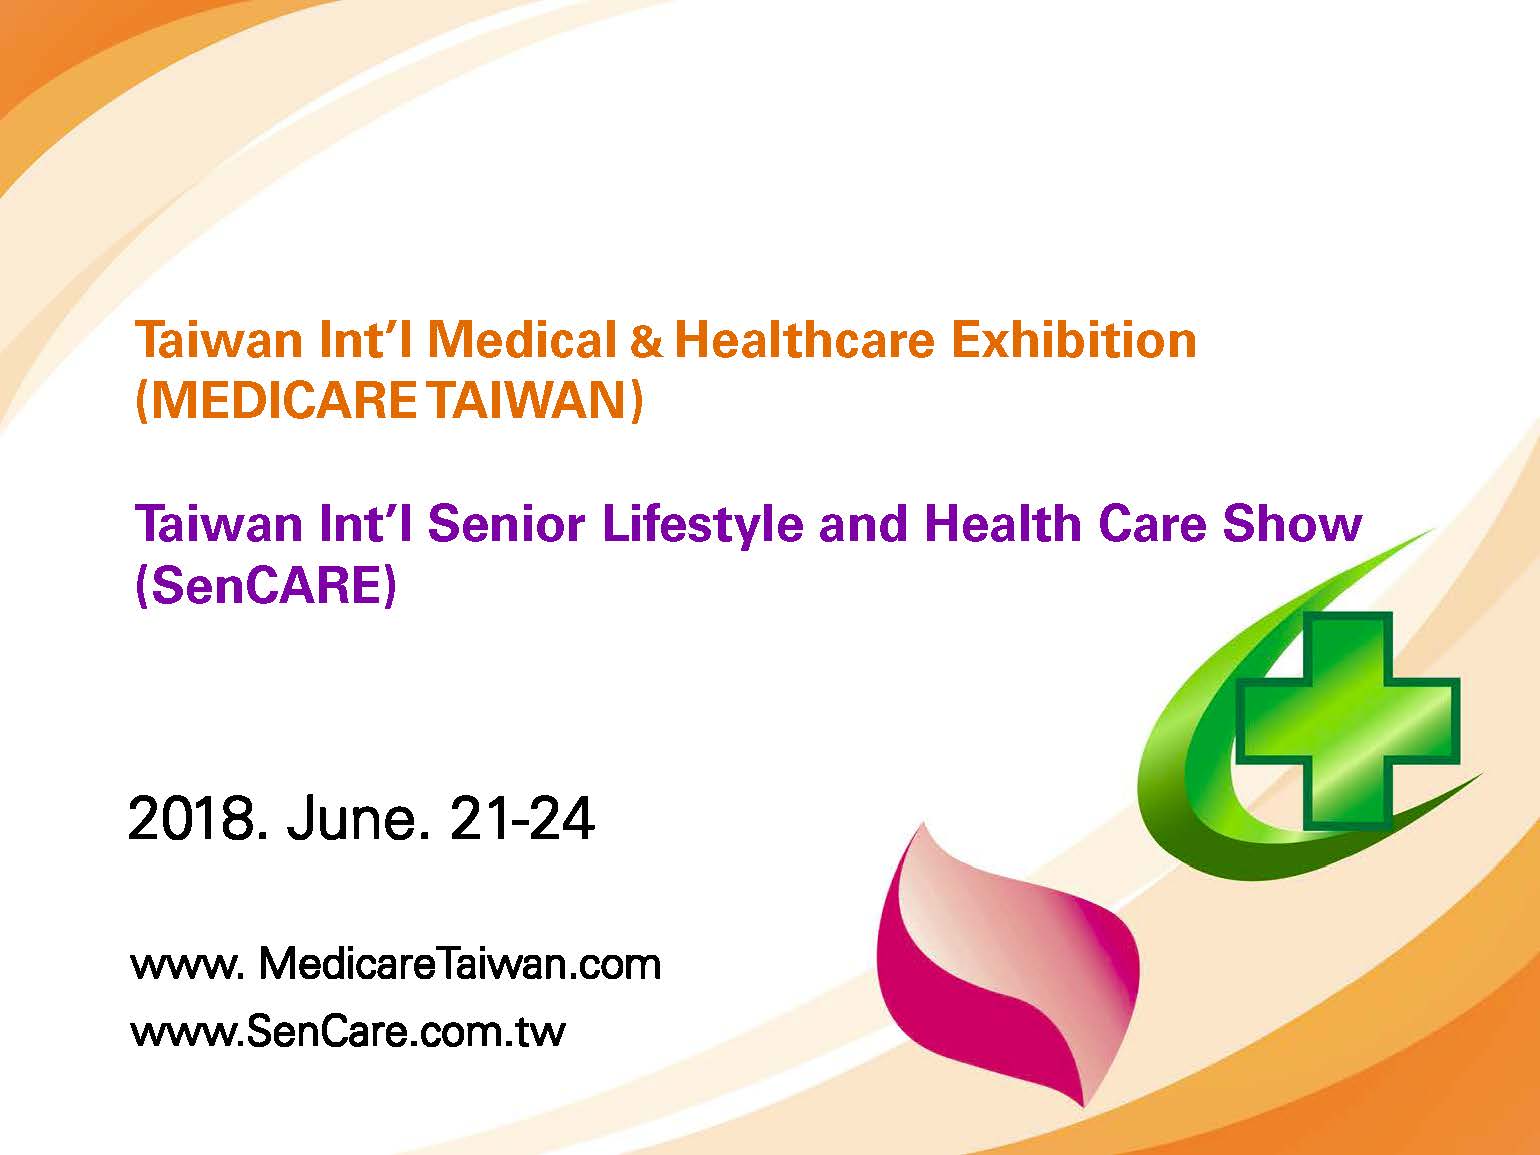 Taiwan Int’l Medical & Healthcare Exhibition
(MEDICARE TAIWAN)
Taiwan Int’l Senior Lifestyle and Health Care Show
(SenCARE)
2018. June. 21-24
www. MedicareTaiwan.com
www.SenCare.com.tw